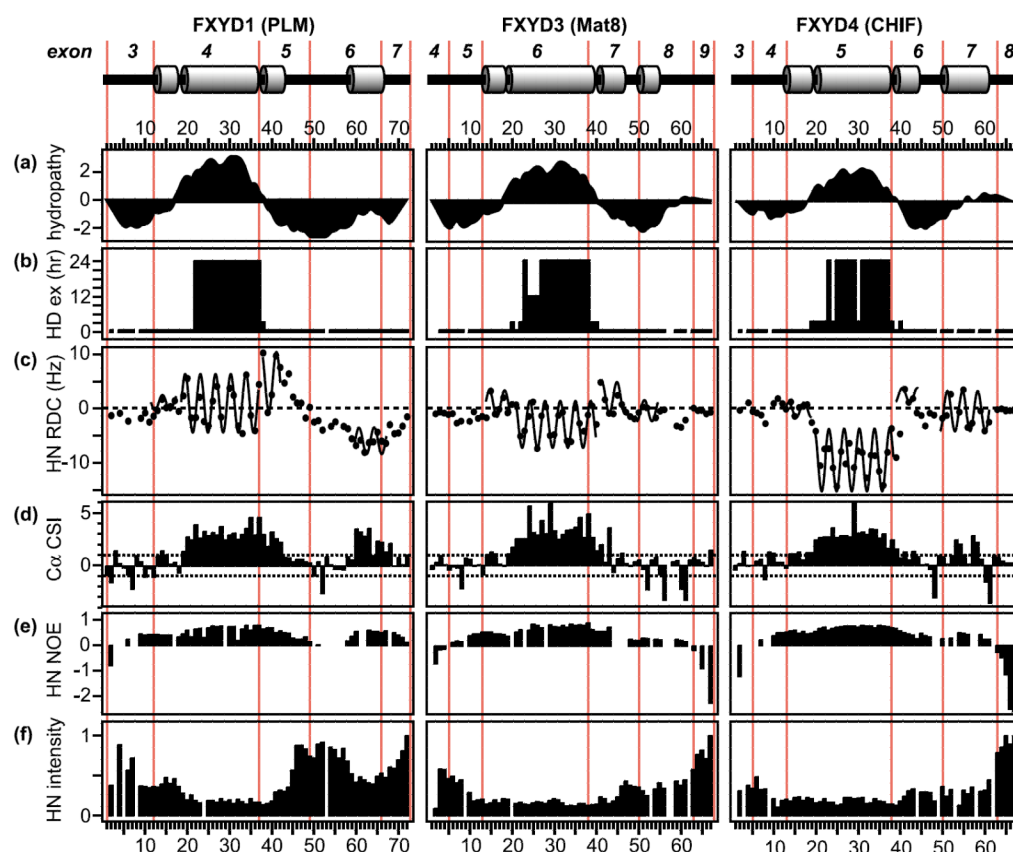 FXYD1 (PLM) FXYD3 (Mat8) FXYD4 (CHIF)
exon 3 4 5 6 7 4 5 6 7 8 9 3 4 5 6 7 8
10 20 30 40 50 60 70 10 20 30 40 50 60 10 20 30 40 50 60
(a) hydropathy 2 0 -2
(b) HD ex (hr) 24 12 0
(c) HN RDC (Hz) 10 0 -10
(d) Cα CSI 5 0
(e) HN NOE 1 0 -1 -2
(f) HN intensity 1 0
10 20 30 40 50 60 70 10 20 30 40 50 60 10 20 30 40 50 60